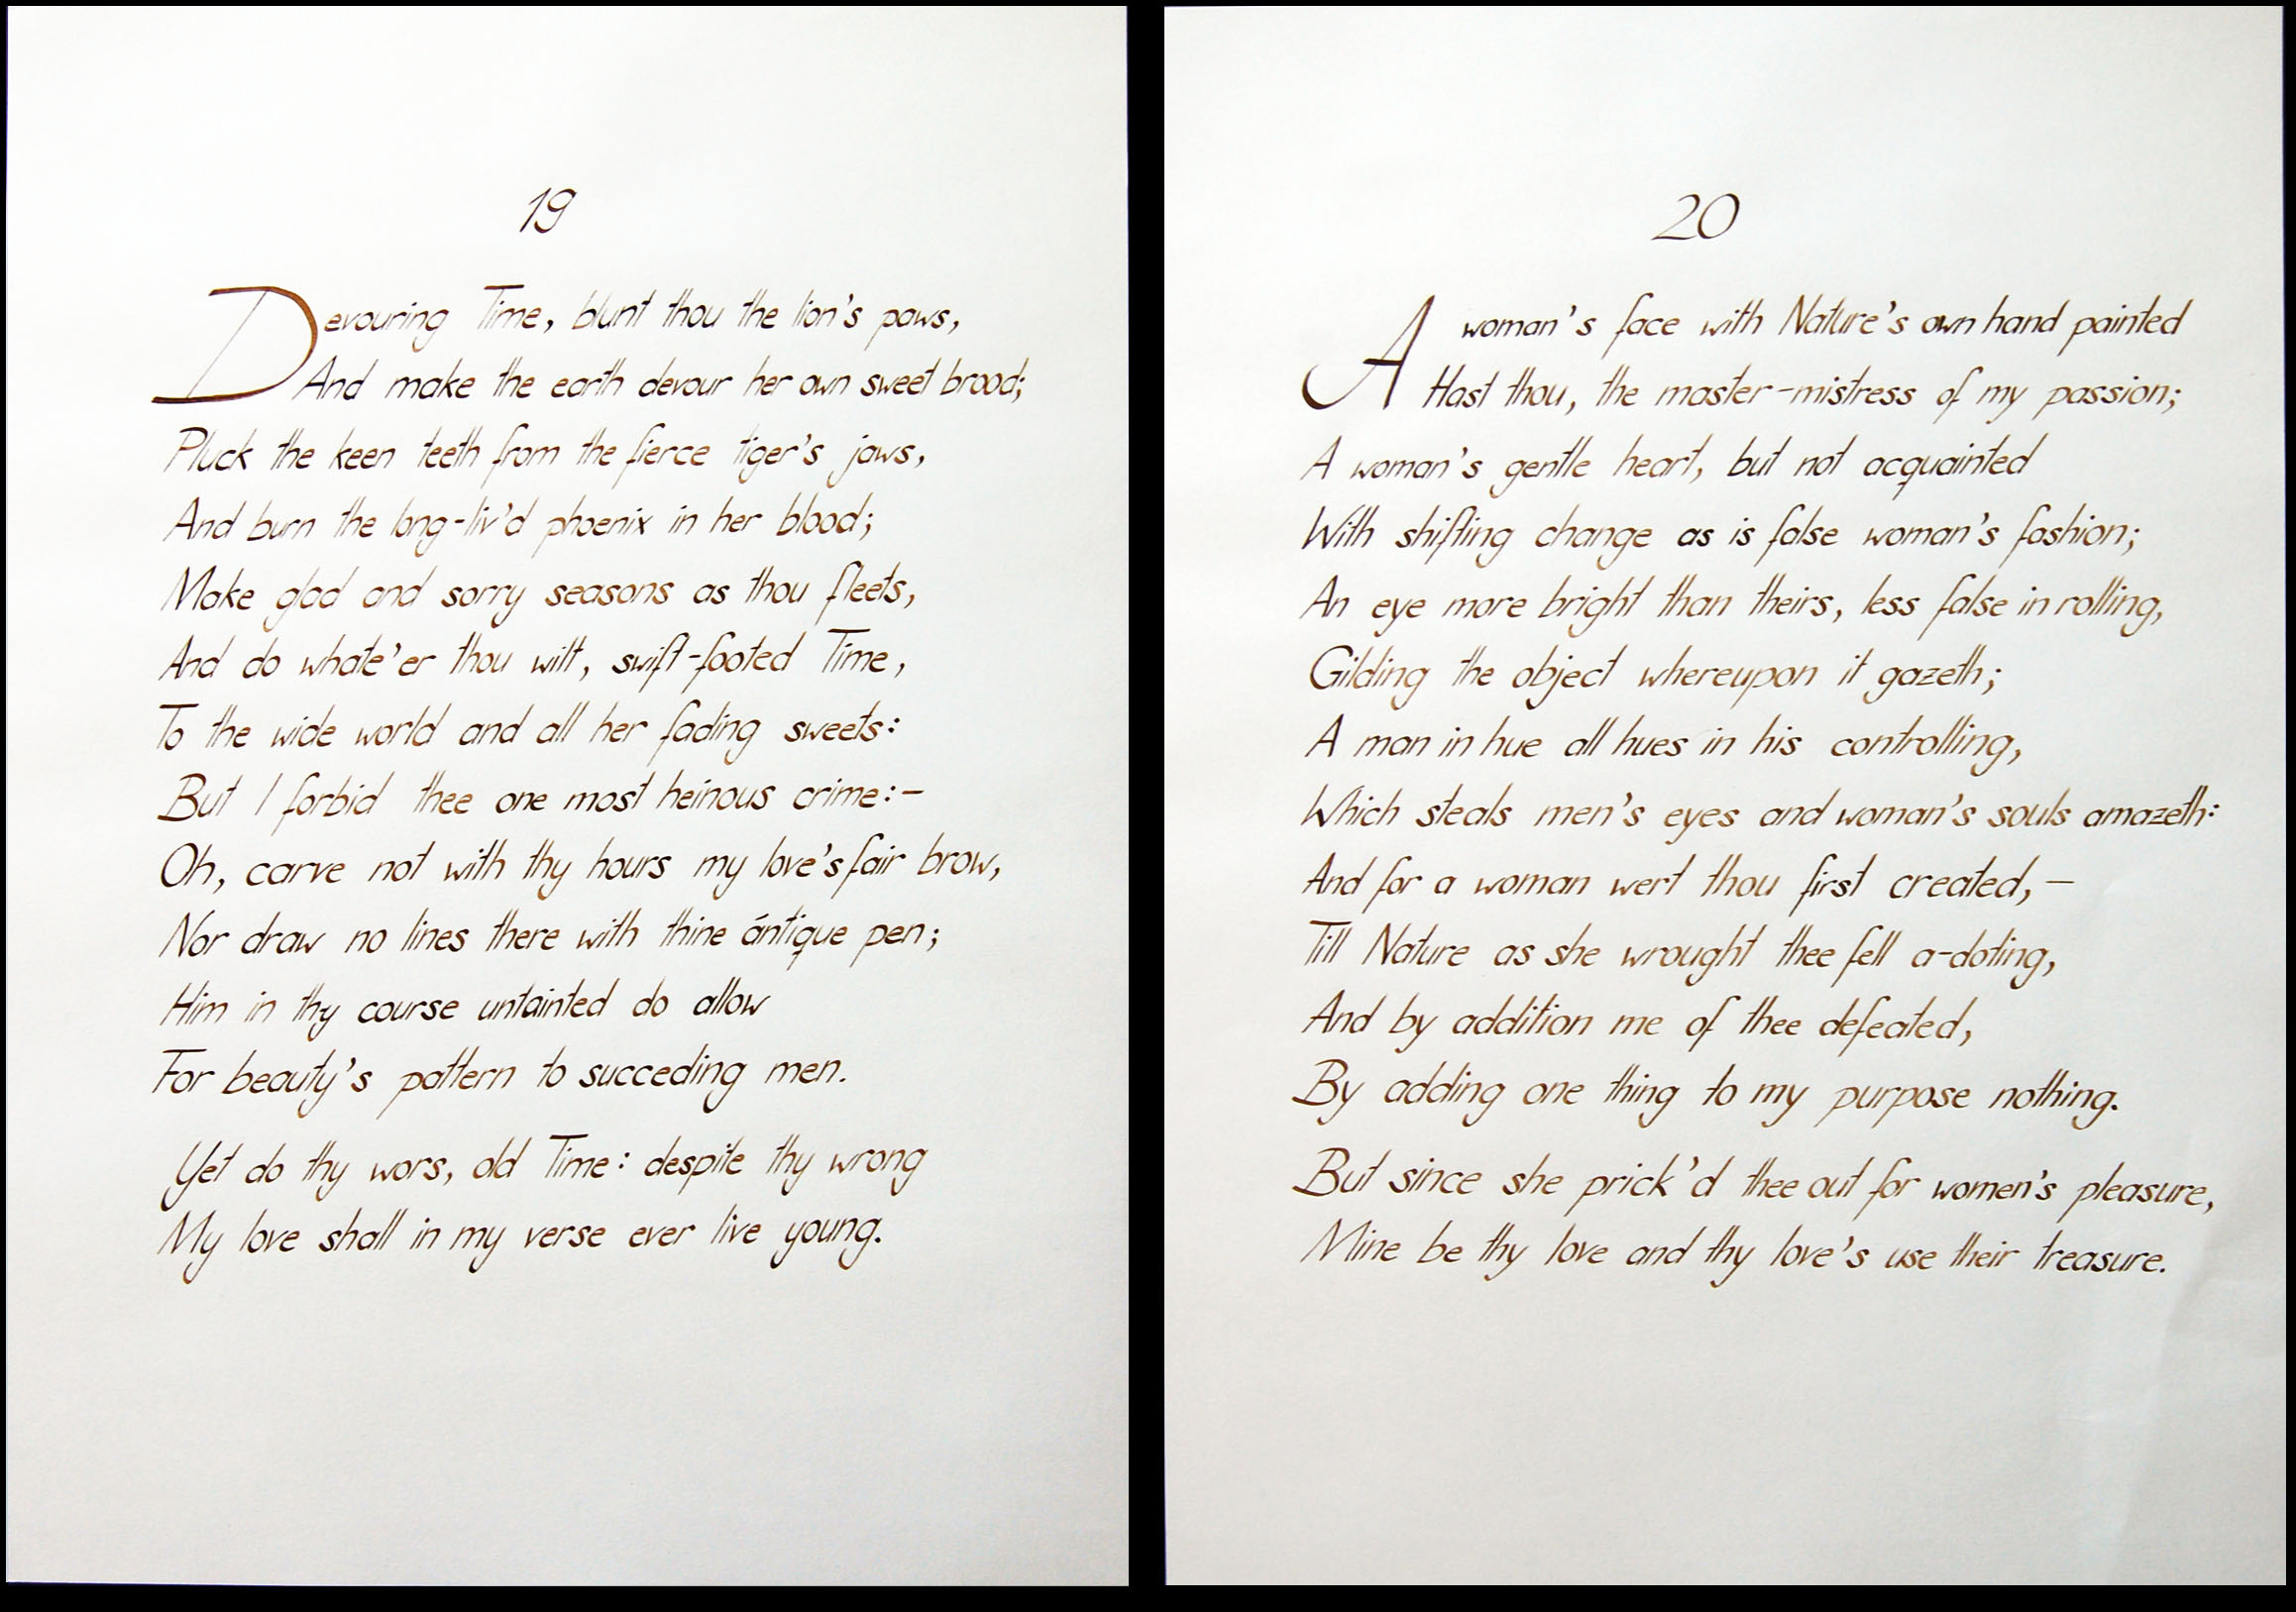 19
Devouring Time, blunt thou the lion's paws,
And make the earth devour her own sweet brood;
Pluck the keen teeth from the fierce tiger's jaws,
And burn the long-liv'd phoenix in her blood;
Make glad and sorry seasons as thou fleets,
And do whate'er thou wilt, swift-footed Time,
To the wide world and all her fading sweets:
But I forbid thee one most heinous crime:-
Oh, carve not with thy hours my love's fair brow,
Nor draw no lines there with thine ántique pen;
Him in thy course untainted do allow
For beauty's pattern to succeding men.
Yet do thy wors, old Time: despite thy wrong
My love shall in my verse ever live young.
20
A woman's face with Nature's own hand painted
Hast thou, the master-mistress of my passion;
A woman's gentle heart, but not acquainted
With shifting change as is false woman's fashion;
An eye more bright than theirs, less false in rolling,
Gilding the object whereupon it gazeth;
A man in hue all hues in his controlling,
Which steals men's eyes and woman's souls amazeth:
And for a woman wert thou first created,-
Till Nature as she wrought thee fell a-doting,
And by addition me of thee defeated,
By adding one thing to my purpose nothing.
But since she prick'd thee out for women's pleasure,
Mine be thy love and thy love's use their treasure.